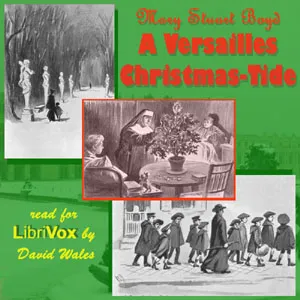 Mary Stuart Boyd
A Versailles
Christmas-Tide
read for
LibriVox by
David Wales